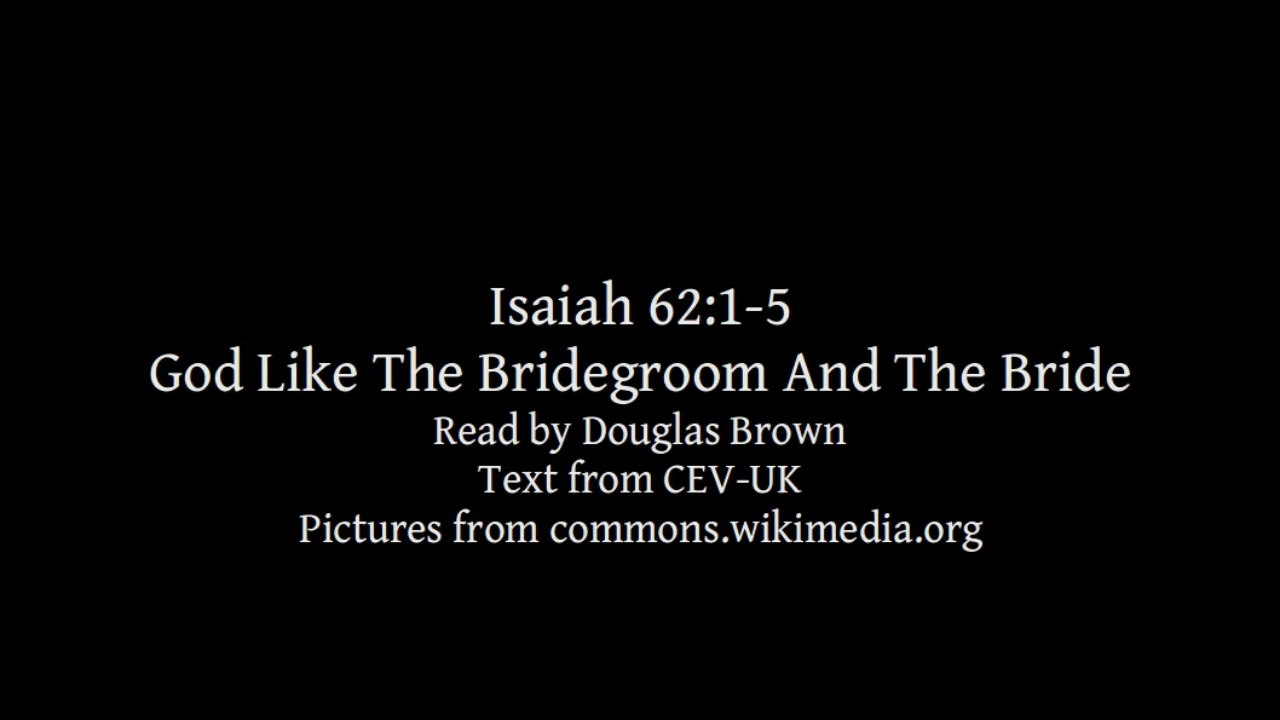 Isaiah 62:1-5
God Like The Bridegroom And The Bride
Read by Douglas Brown
Text from CEV-UK
Pictures from commons.wikimedia.org